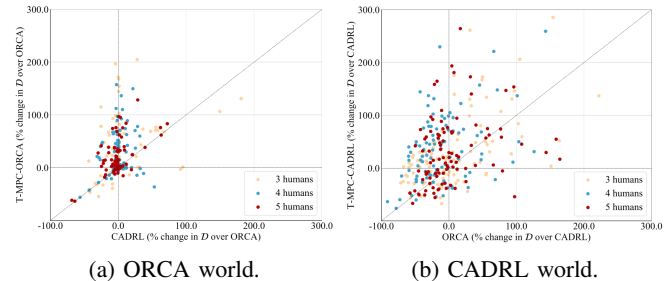 300.0
200.0
100.0
0.0
-100.0
0.0
100.0
200.0
300.0
T-MPC-ORCA (% change in D over ORCA)
CADRL (% change in D over ORCA)
3 humans
4 humans
5 humans
(a) ORCA world.
300.0
200.0
100.0
0.0
-100.0
-100.0
0.0
100.0
200.0
300.0
T-MPC-CADRL (% change in D over CADRL)
ORCA (% change in D over CADRL)
3 humans
4 humans
5 humans
(b) CADRL world.